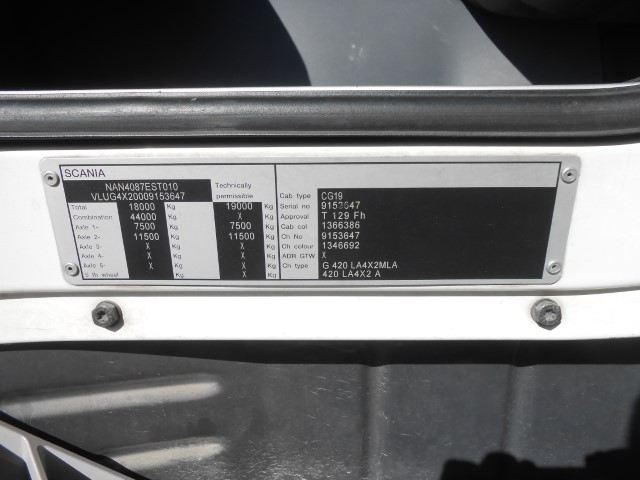 SCANIA
NAN4087EST010
VLUG4X20009153647
Technically
permissible
Total 18000 Kg 19000 Kg
Combination 44000 Kg X Kg
Axle 1- 7500 Kg 7500 Kg
Axle 2- 11500 Kg 11500 Kg
Axle 3- X Kg X Kg
Axle 4- X Kg X Kg
Axle 5- X Kg X Kg
5 th wheel X Kg X Kg
Cab type CG19
Serial no 9153647
Approval T 129 Fh
Cab col 1366386
Ch No 9153647
Ch colour 1346692
ADR GTW X
Ch type G 420 LA4X2MLA
420 LA4X2 A